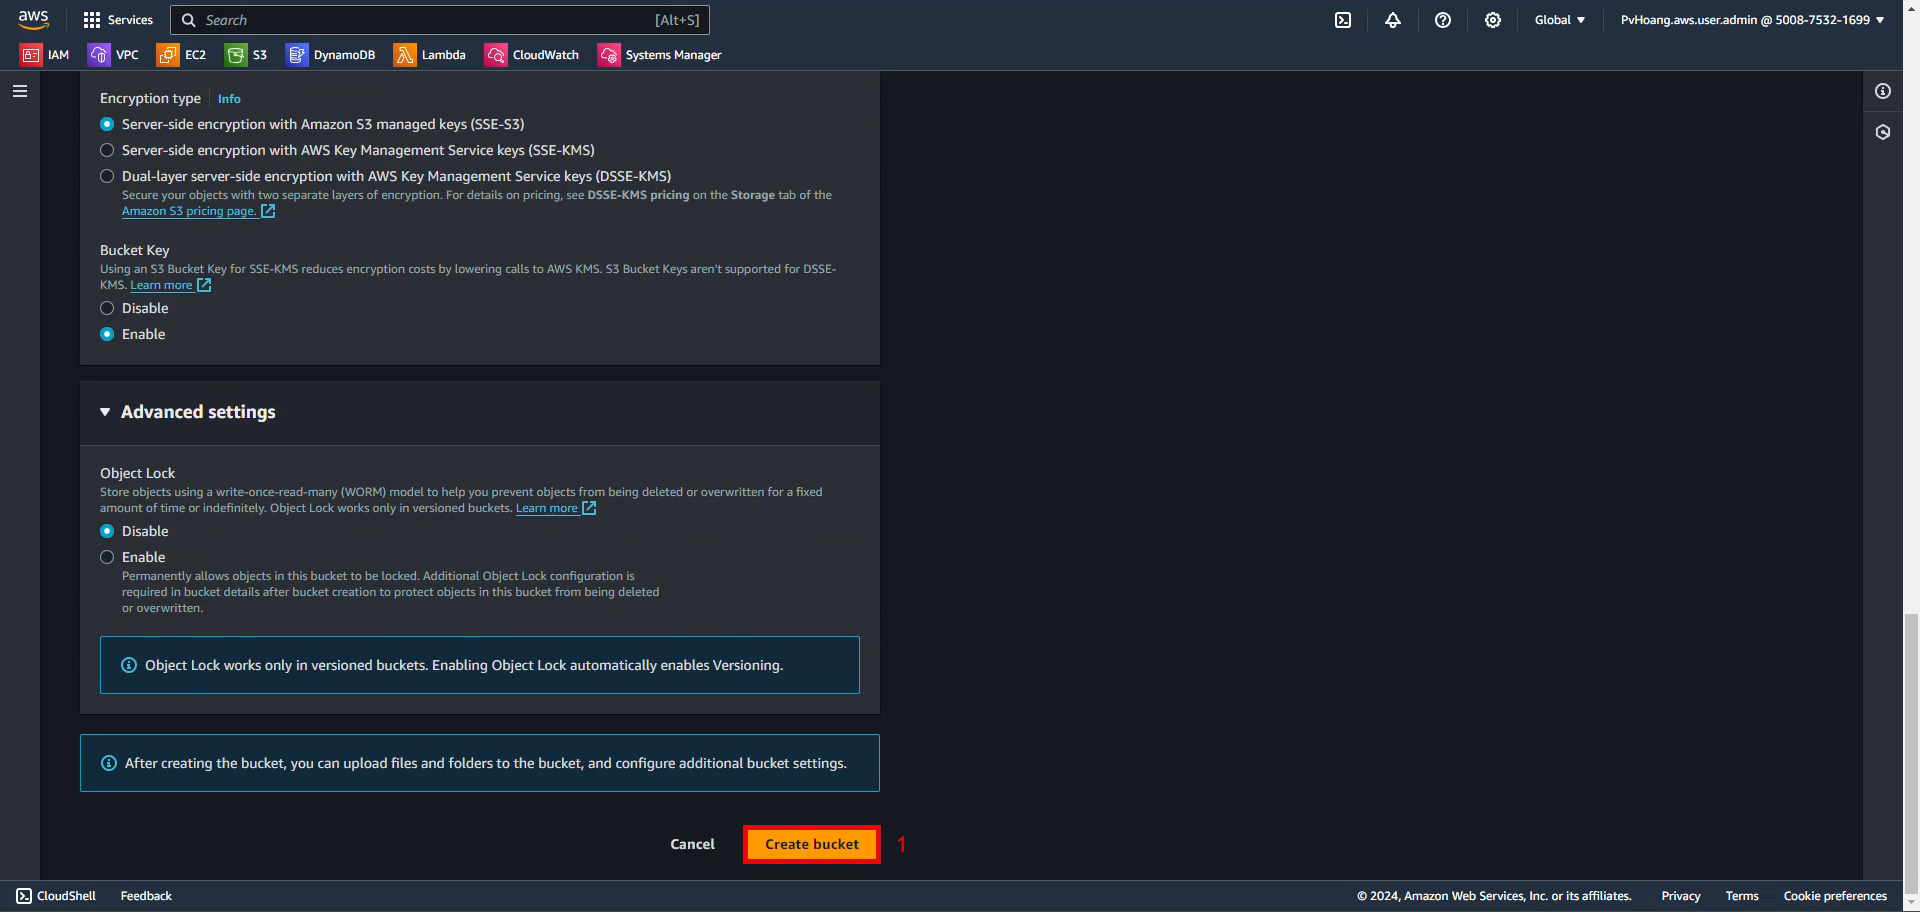 aws
Services
Search
[Alt+S]
Global
PvHoang.aws.user.admin @ 5008-7532-1699
IAM
VPC
EC2
S3
DynamoDB
Lambda
CloudWatch
Systems Manager
Encryption type
Info
Server-side encryption with Amazon S3 managed keys (SSE-S3)
Server-side encryption with AWS Key Management Service keys (SSE-KMS)
Dual-layer server-side encryption with AWS Key Management Service keys (DSSE-KMS)
Secure your objects with two separate layers of encryption. For details on pricing, see DSSE-KMS pricing on the Storage tab of the
Amazon S3 pricing page.
Bucket Key
Using an S3 Bucket Key for SSE-KMS reduces encryption costs by lowering calls to AWS KMS. S3 Bucket Keys aren't supported for DSSE-
KMS. Learn more
Disable
Enable
Advanced settings
Object Lock
Store objects using a write-once-read-many (WORM) model to help you prevent objects from being deleted or overwritten for a fixed
amount of time or indefinitely. Object Lock works only in versioned buckets. Learn more
Disable
Enable
Permanently allows objects in this bucket to be locked. Additional Object Lock configuration is
required in bucket details after bucket creation to protect objects in this bucket from being deleted
or overwritten.
Object Lock works only in versioned buckets. Enabling Object Lock automatically enables Versioning.
After creating the bucket, you can upload files and folders to the bucket, and configure additional bucket settings.
Cancel
Create bucket
1
CloudShell
Feedback
© 2024, Amazon Web Services, Inc. or its affiliates.
Privacy
Terms
Cookie preferences